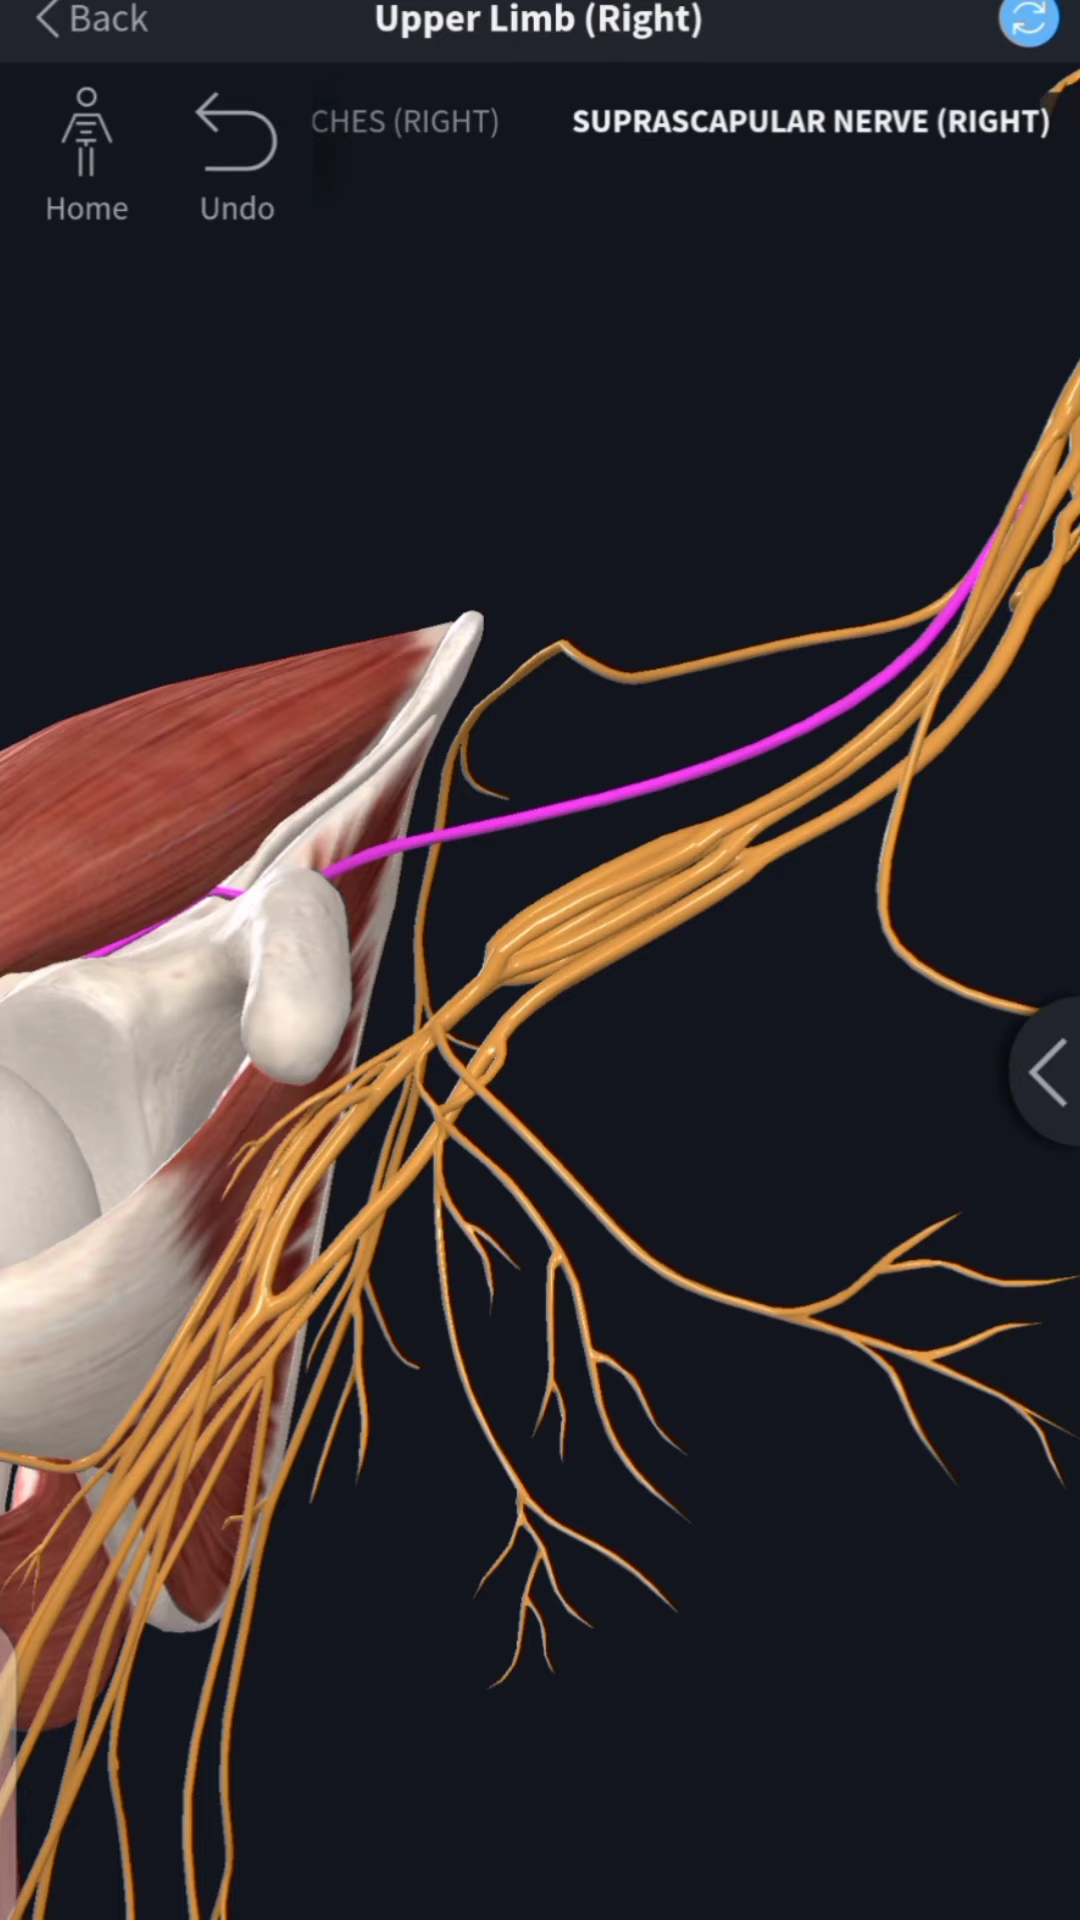 Back
Upper Limb (Right)
CHES (RIGHT)
SUPRASCAPULAR NERVE (RIGHT)
Home
Undo